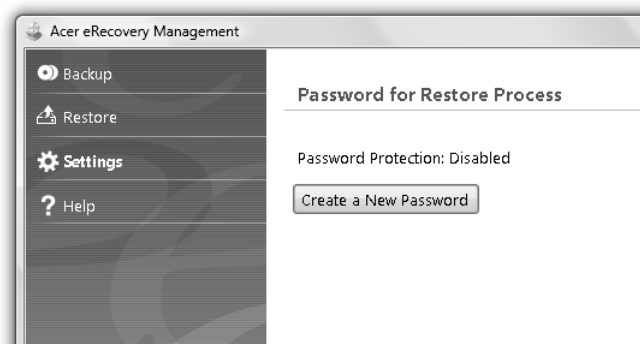 Acer eRecovery Management
Backup
Restore
Settings
Help
Password for Restore Process
Password Protection: Disabled
Create a New Password